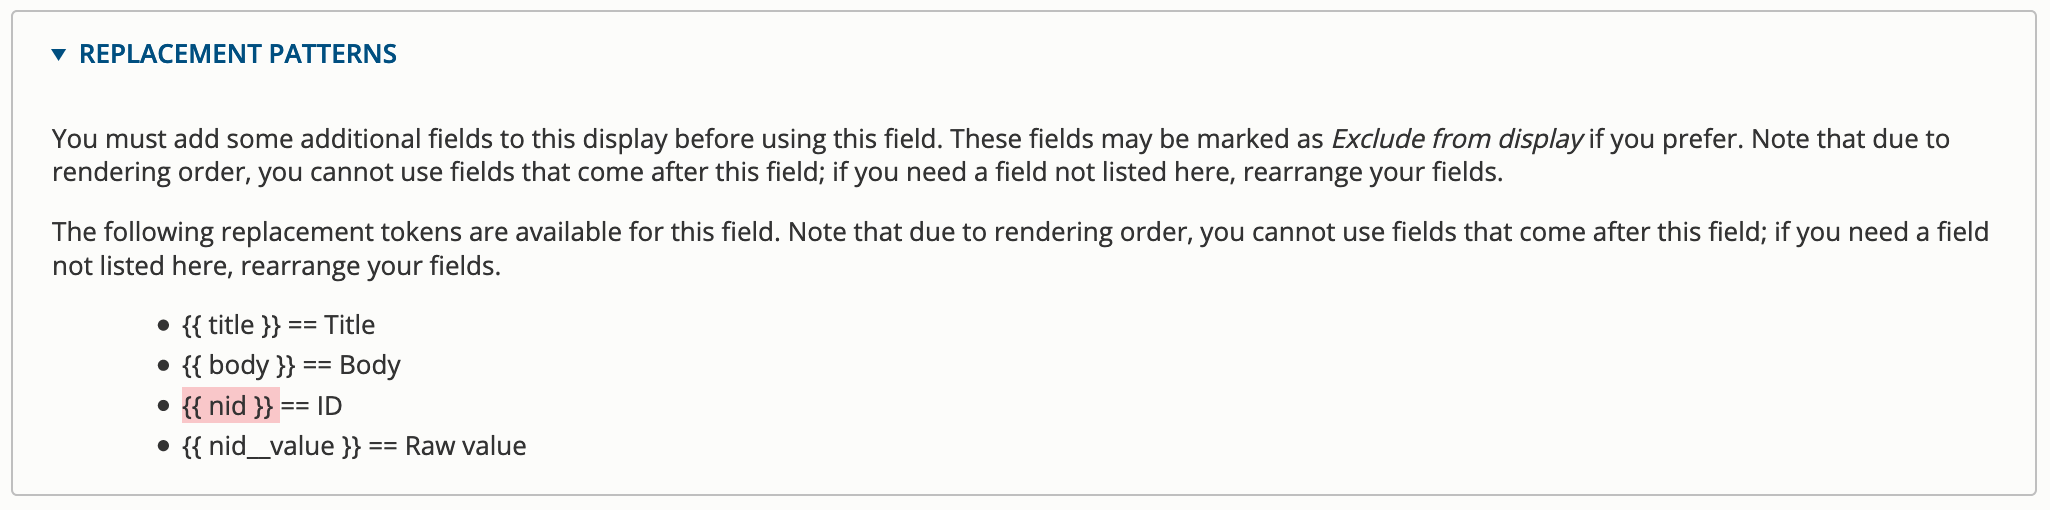 REPLACEMENT PATTERNS
You must add some additional fields to this display before using this field. These fields may be marked as Exclude from display if you prefer. Note that due to
rendering order, you cannot use fields that come after this field; if you need a field not listed here, rearrange your fields.
The following replacement tokens are available for this field. Note that due to rendering order, you cannot use fields that come after this field; if you need a field
not listed here, rearrange your fields.
{{ title }} == Title
{{ body }} == Body
{{ nid }} == ID
{{ nid__value }} == Raw value